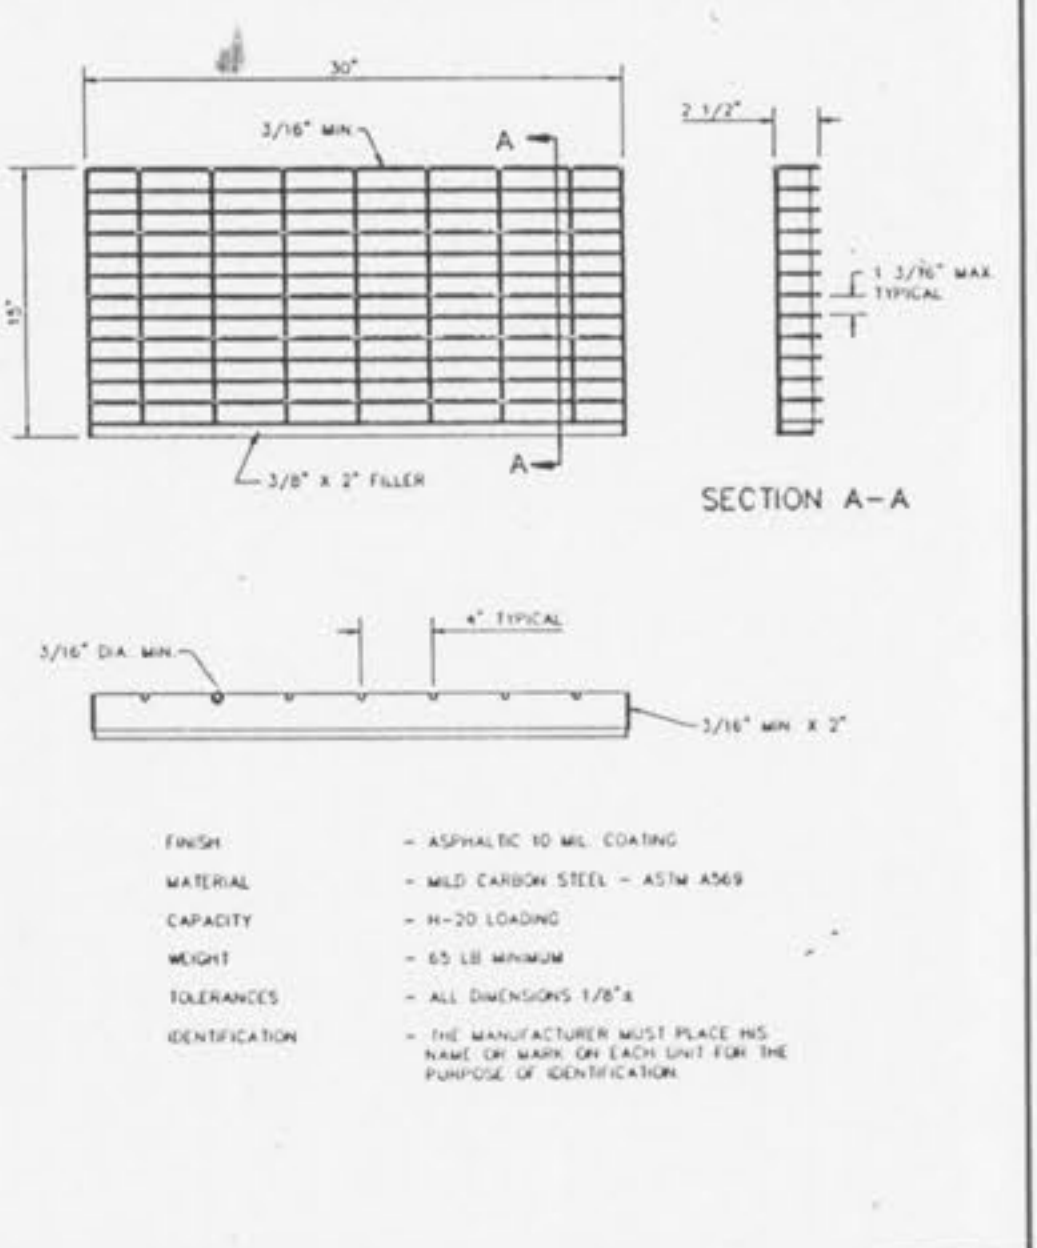 30"
2 1/2"
3/16" MIN
A
1 3/16" MAX.
TYPICAL
15"
A
3/8" X 2" FILLER
SECTION A-A
4" TYPICAL
3/16" DIA. MIN.
3/16" MIN. X 2"
FINISH - ASPHALTIC 10 MIL. COATING
MATERIAL - MILD CARBON STEEL - ASTM A569
CAPACITY - H-20 LOADING
WEIGHT - 65 LB MINIMUM
TOLERANCES - ALL DIMENSIONS 1/8"±
IDENTIFICATION - THE MANUFACTURER MUST PLACE HIS
NAME OR MARK ON EACH UNIT FOR THE
PURPOSE OF IDENTIFICATION.